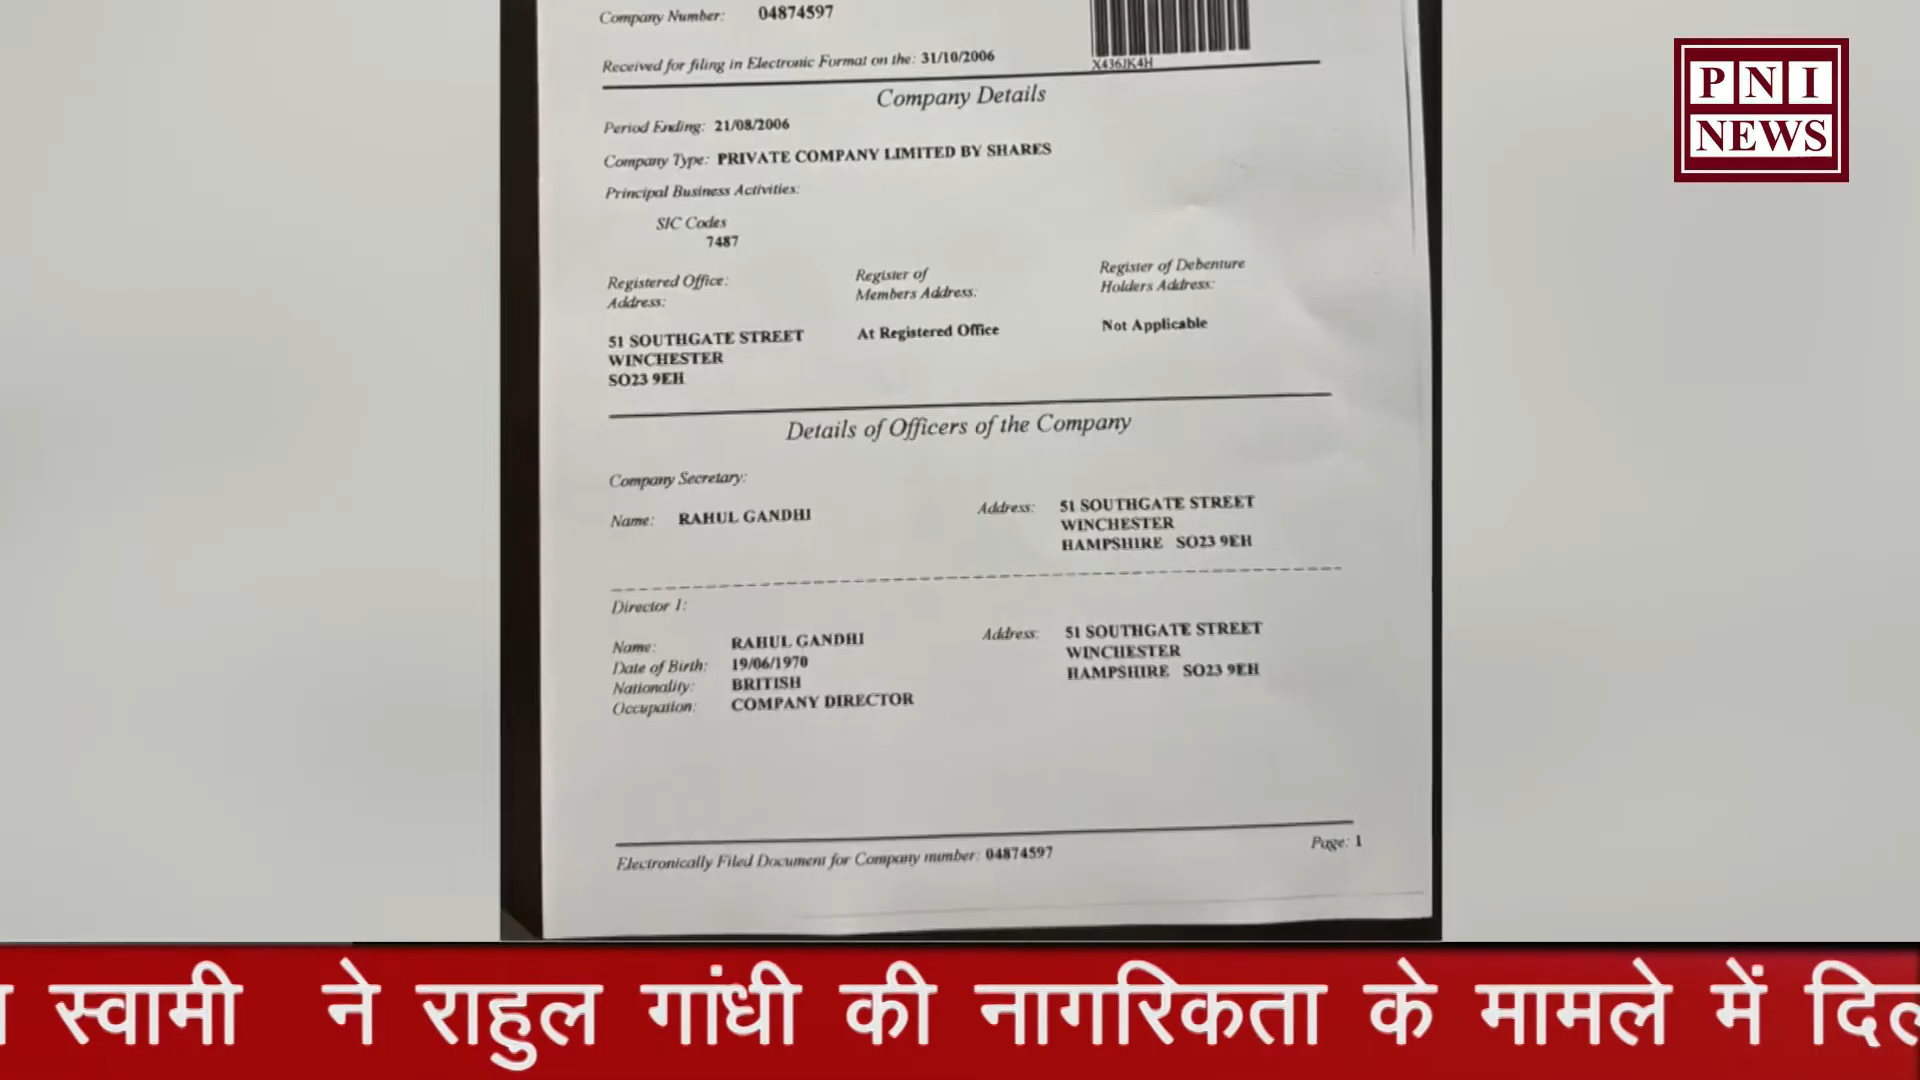 Company Number: 04874597
X436JK4H
Received for filing in Electronic Format on the: 31/10/2006
PNI
NEWS
Company Details
Period Ending: 21/08/2006
Company Type: PRIVATE COMPANY LIMITED BY SHARES
Principal Business Activities:
SIC Codes
7487
Registered Office: Address:
Register of Members Address:
Register of Debenture Holders Address:
51 SOUTHGATE STREET
WINCHESTER
SO23 9EH
At Registered Office
Not Applicable
Details of Officers of the Company
Company Secretary:
Name: RAHUL GANDHI
Address: 51 SOUTHGATE STREET
WINCHESTER
HAMPSHIRE SO23 9EH
Director 1:
Name: RAHUL GANDHI
Date of Birth: 19/06/1970
Nationality: BRITISH
Occupation: COMPANY DIRECTOR
Address: 51 SOUTHGATE STREET
WINCHESTER
HAMPSHIRE SO23 9EH
Electronically Filed Document for Company number: 04874597
Page: 1
स्वामी ने राहुल गांधी की नागरिकता के मामले में